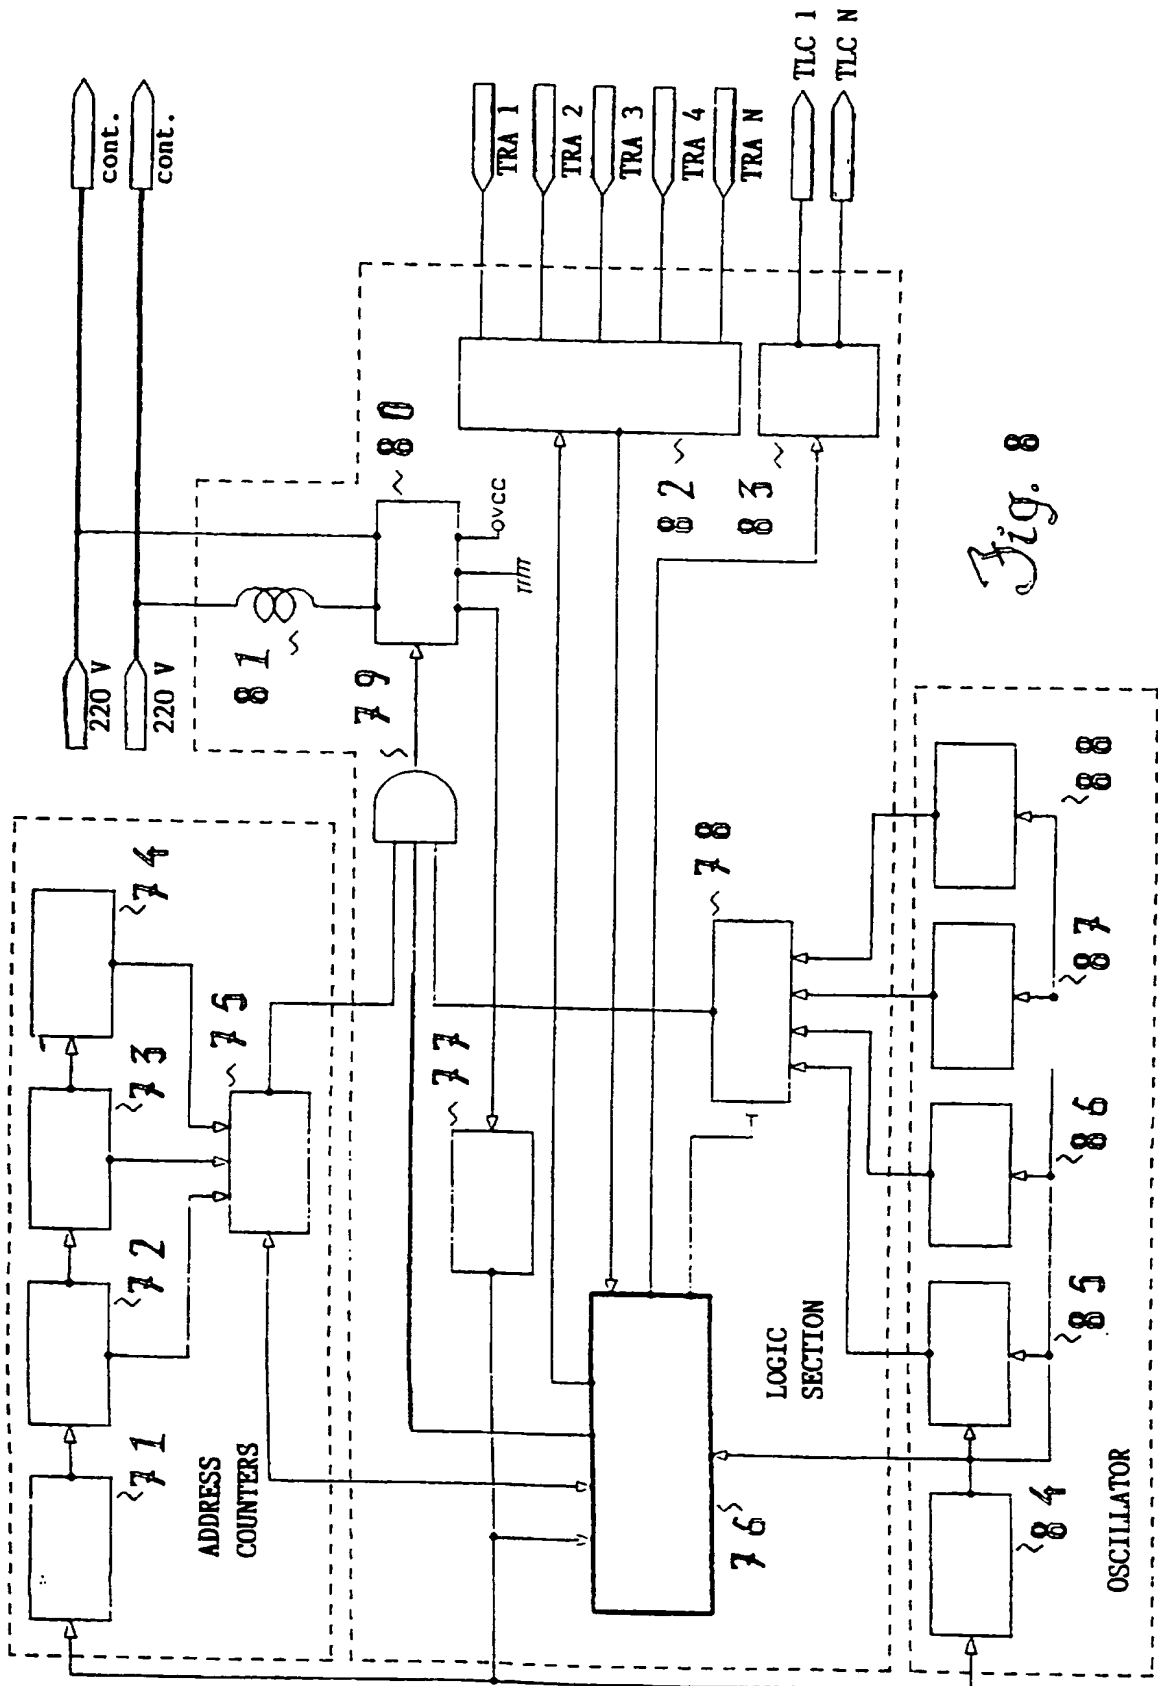 220 V
cont.
220 V
cont.
74
73
72
71
75
ADDRESS
COUNTERS
81
80
79
OVCC
77
78
76
TRA 1
TRA 2
TRA 3
TRA 4
TRA N
TLC 1
TLC N
82
83
LOGIC
SECTION
84
85
86
87
88
OSCILLATOR
T
Fig. 8